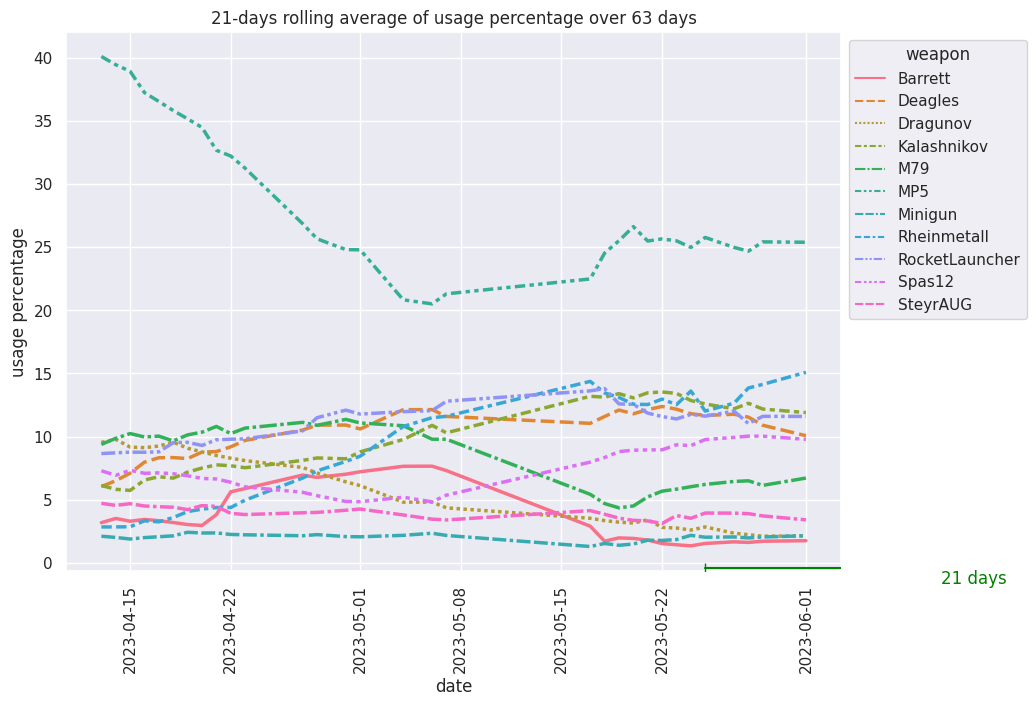 21-days rolling average of usage percentage over 63 days
usage percentage
40
35
30
25
20
15
10
5
0
2023-04-15
2023-04-22
2023-05-01
2023-05-08
2023-05-15
2023-05-22
2023-06-01
date
weapon
Barrett
Deagles
Dragunov
Kalashnikov
M79
MP5
Minigun
Rheinmetall
RocketLauncher
Spas12
SteyrAUG
21 days